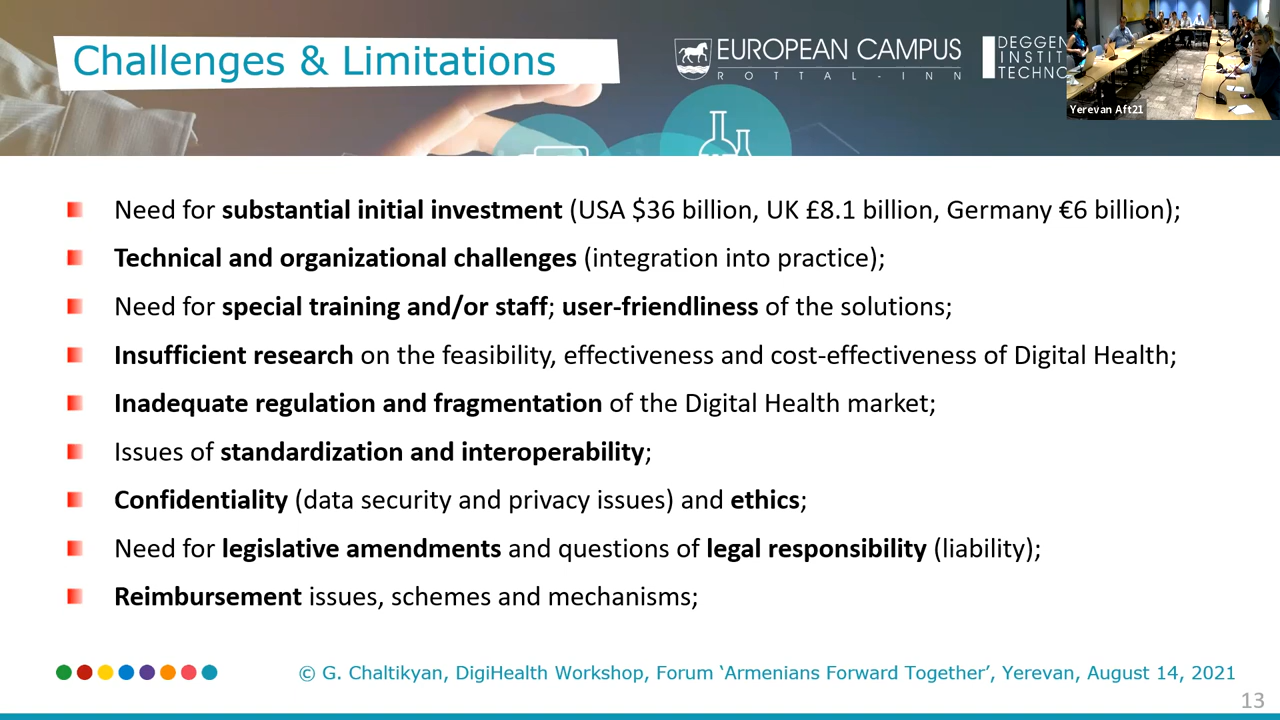 Challenges & Limitations
EUROPEAN CAMPUS
ROTTAL-INN
DEGGEN
INSTIT
TECHNO
Yerevan Aft21
Need for substantial initial investment (USA $36 billion, UK £8.1 billion, Germany €6 billion);
Technical and organizational challenges (integration into practice);
Need for special training and/or staff; user-friendliness of the solutions;
Insufficient research on the feasibility, effectiveness and cost-effectiveness of Digital Health;
Inadequate regulation and fragmentation of the Digital Health market;
Issues of standardization and interoperability;
Confidentiality (data security and privacy issues) and ethics;
Need for legislative amendments and questions of legal responsibility (liability);
Reimbursement issues, schemes and mechanisms;
© G. Chaltikyan, DigiHealth Workshop, Forum ‘Armenians Forward Together’, Yerevan, August 14, 2021
13